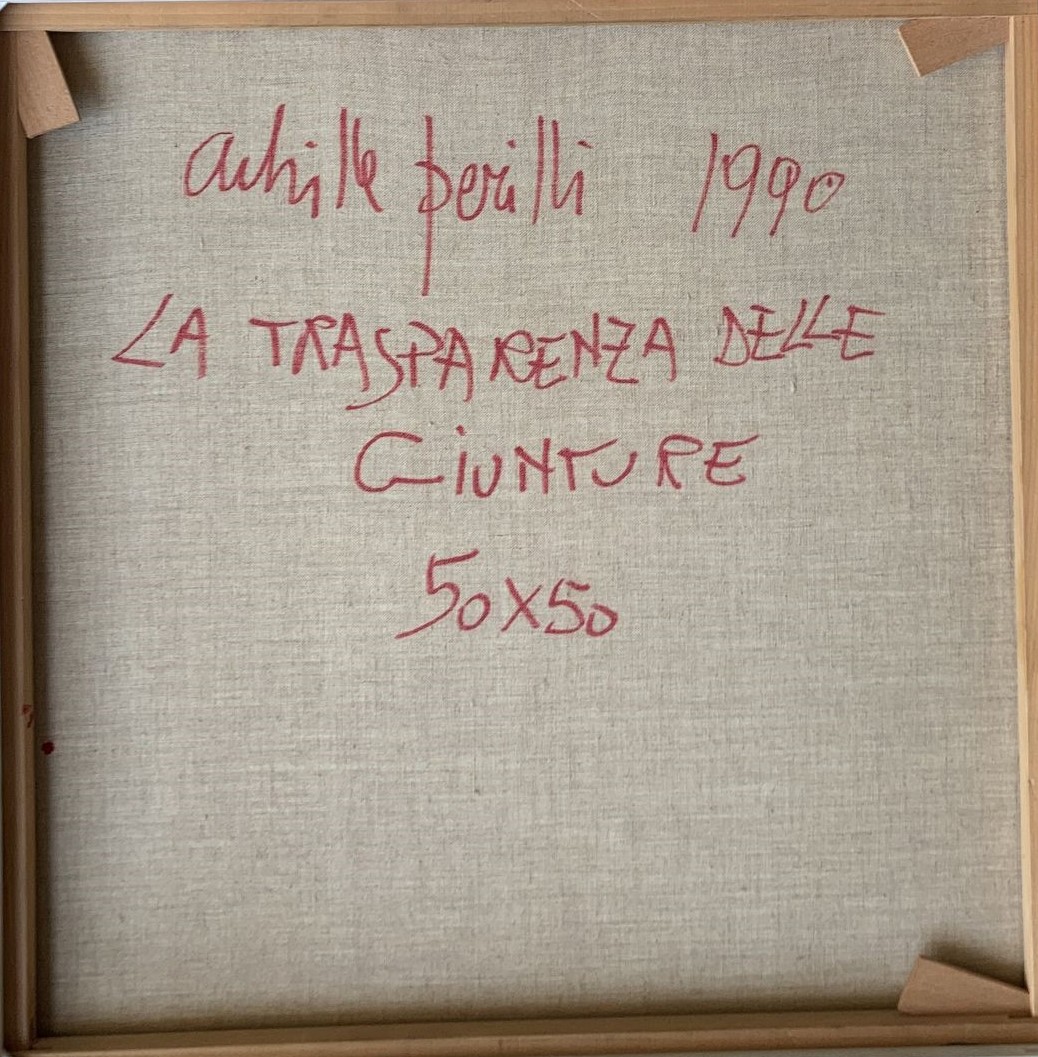 achille perilli 1990
LA TRASPARENZA DELLE
GIUNTURE
50X50